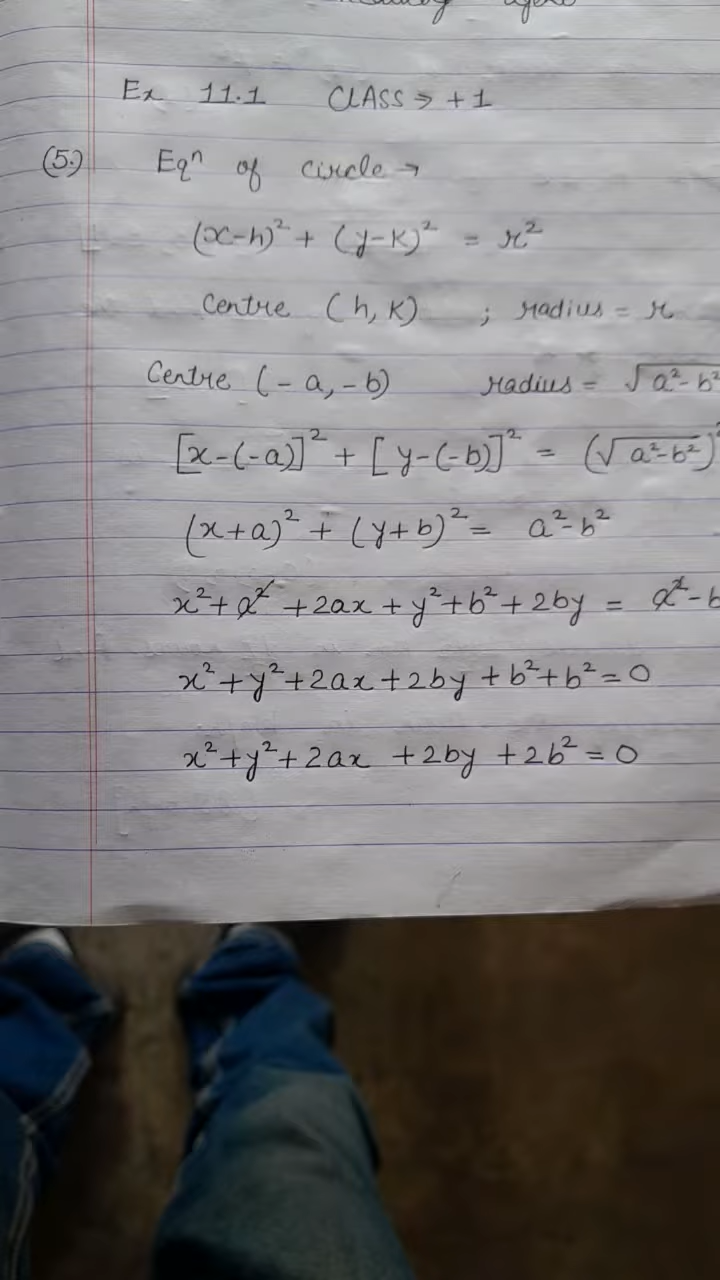 Ex 11.1 CLASS → +1
(5.) Eqⁿ of circle →
(x-h)² + (y-k)² = r²
Centre (h, k) ; radius = r
Centre (-a, -b) radius = √a²-b²
[x-(-a)]² + [y-(-b)]² = (√a²-b²)²
(x+a)² + (y+b)² = a²-b²
x²+a²+2ax+y²+b²+2by = a²-b
x²+y²+2ax+2by+b²+b²=0
x²+y²+2ax+2by+2b²=0